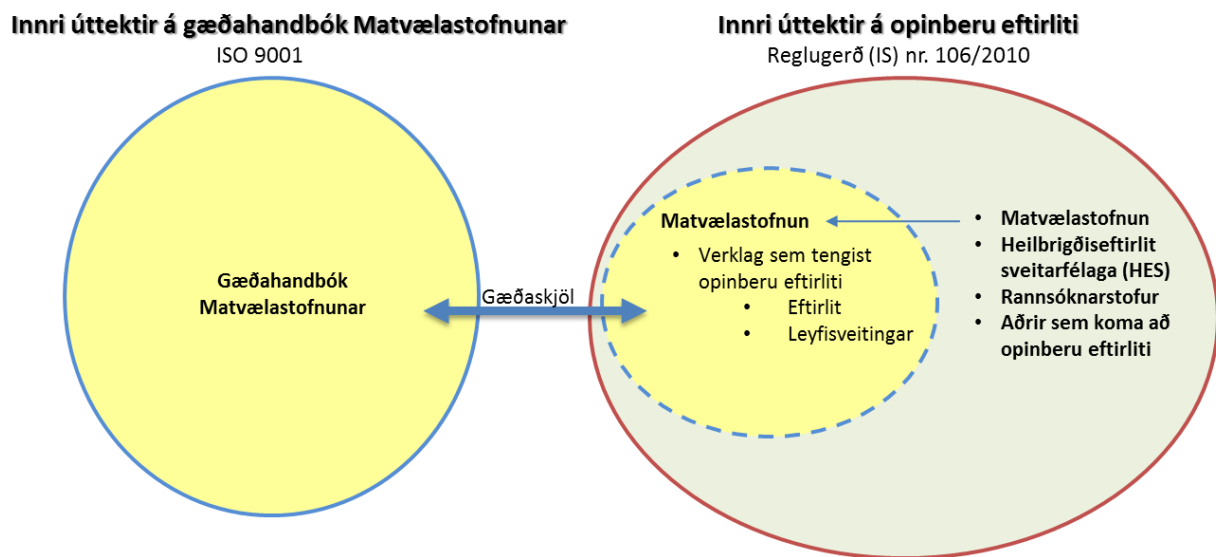 Innri úttektir á gæðahandbók Matvælastofnunar
ISO 9001
Gæðahandbók
Matvælastofnunar
Gæðaskjöl
Innri úttektir á opinberu eftirliti
Reglugerð (IS) nr. 106/2010
Matvælastofnun
• Verklag sem tengist
opinberu eftirliti
• Eftirlit
• Leyfisveitingar
• Matvælastofnun
• Heilbrigðiseftirlit
sveitarfélaga (HES)
• Rannsóknarstofur
• Aðrir sem koma að
opinberu eftirliti